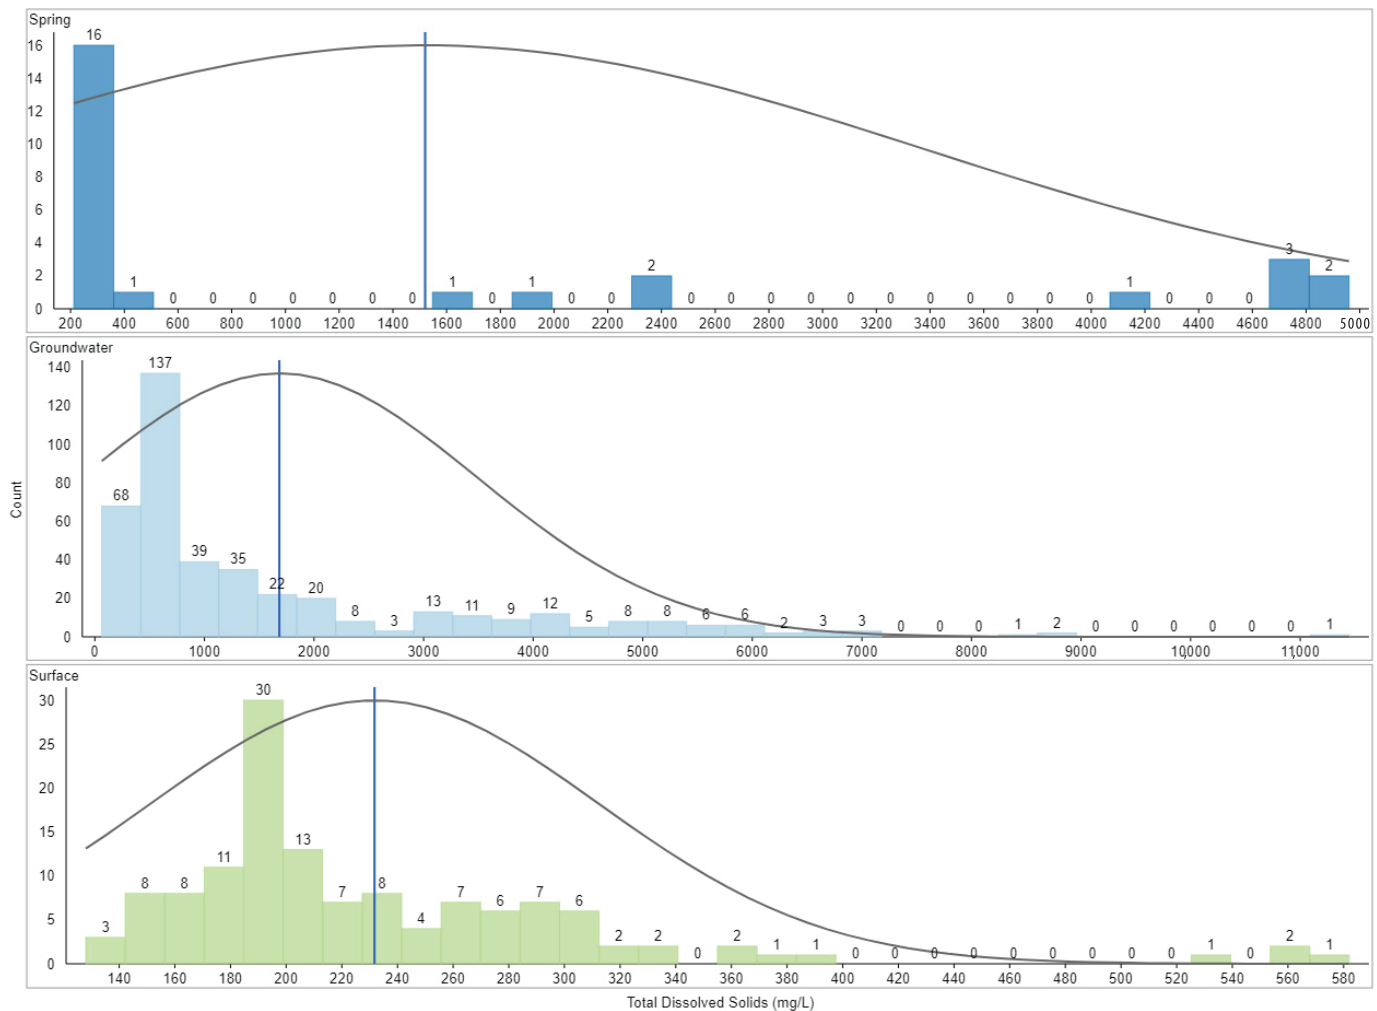 Spring
16
16
14
12
10
8
6
4
2
0
1 0 0 0 0 0 0 0 1 0 1 0 0 2 0 0 0 0 0 0 0 0 0 0 0 1 0 0 0 3 2
200 400 600 800 1000 1200 1400 1600 1800 2000 2200 2400 2600 2800 3000 3200 3400 3600 3800 4000 4200 4400 4600 4800 5000
Groundwater
140
120
100
80
60
40
20
0
68 137 39 35 22 20 8 3 13 11 9 12 5 8 8 6 6 2 3 3 0 0 0 1 2 0 0 0 0 0 0 1
0 1000 2000 3000 4000 5000 6000 7000 8000 9000 10,000 11,000
Count
Surface
30
25
20
15
10
5
0
3 8 8 11 30 13 7 8 4 7 6 7 6 2 2 0 2 1 1 0 0 0 0 0 0 0 0 0 1 0 2 1
140 160 180 200 220 240 260 280 300 320 340 360 380 400 420 440 460 480 500 520 540 560 580
Total Dissolved Solids (mg/L)